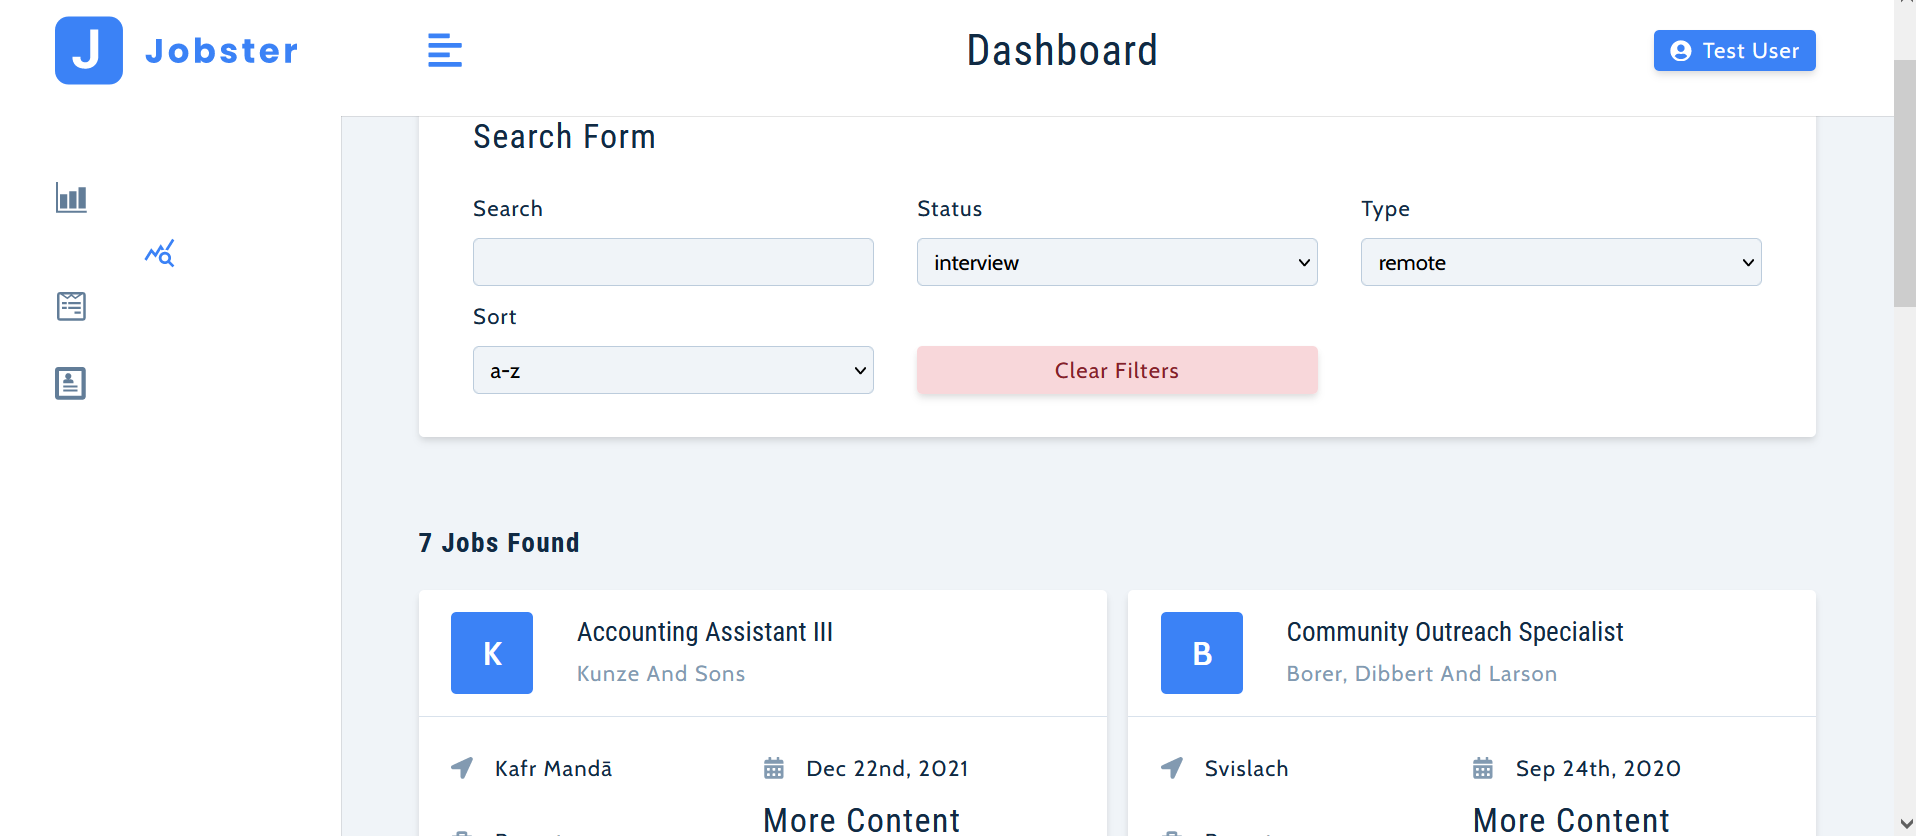 J Jobster
Dashboard
Test User
Search Form
Search
Status
Type
interview
remote
Sort
a-z
Clear Filters
7 Jobs Found
K
Accounting Assistant III
Kunze And Sons
B
Community Outreach Specialist
Borer, Dibbert And Larson
Kafr Mandā
Dec 22nd, 2021
Svislach
Sep 24th, 2020
More Content
More Content